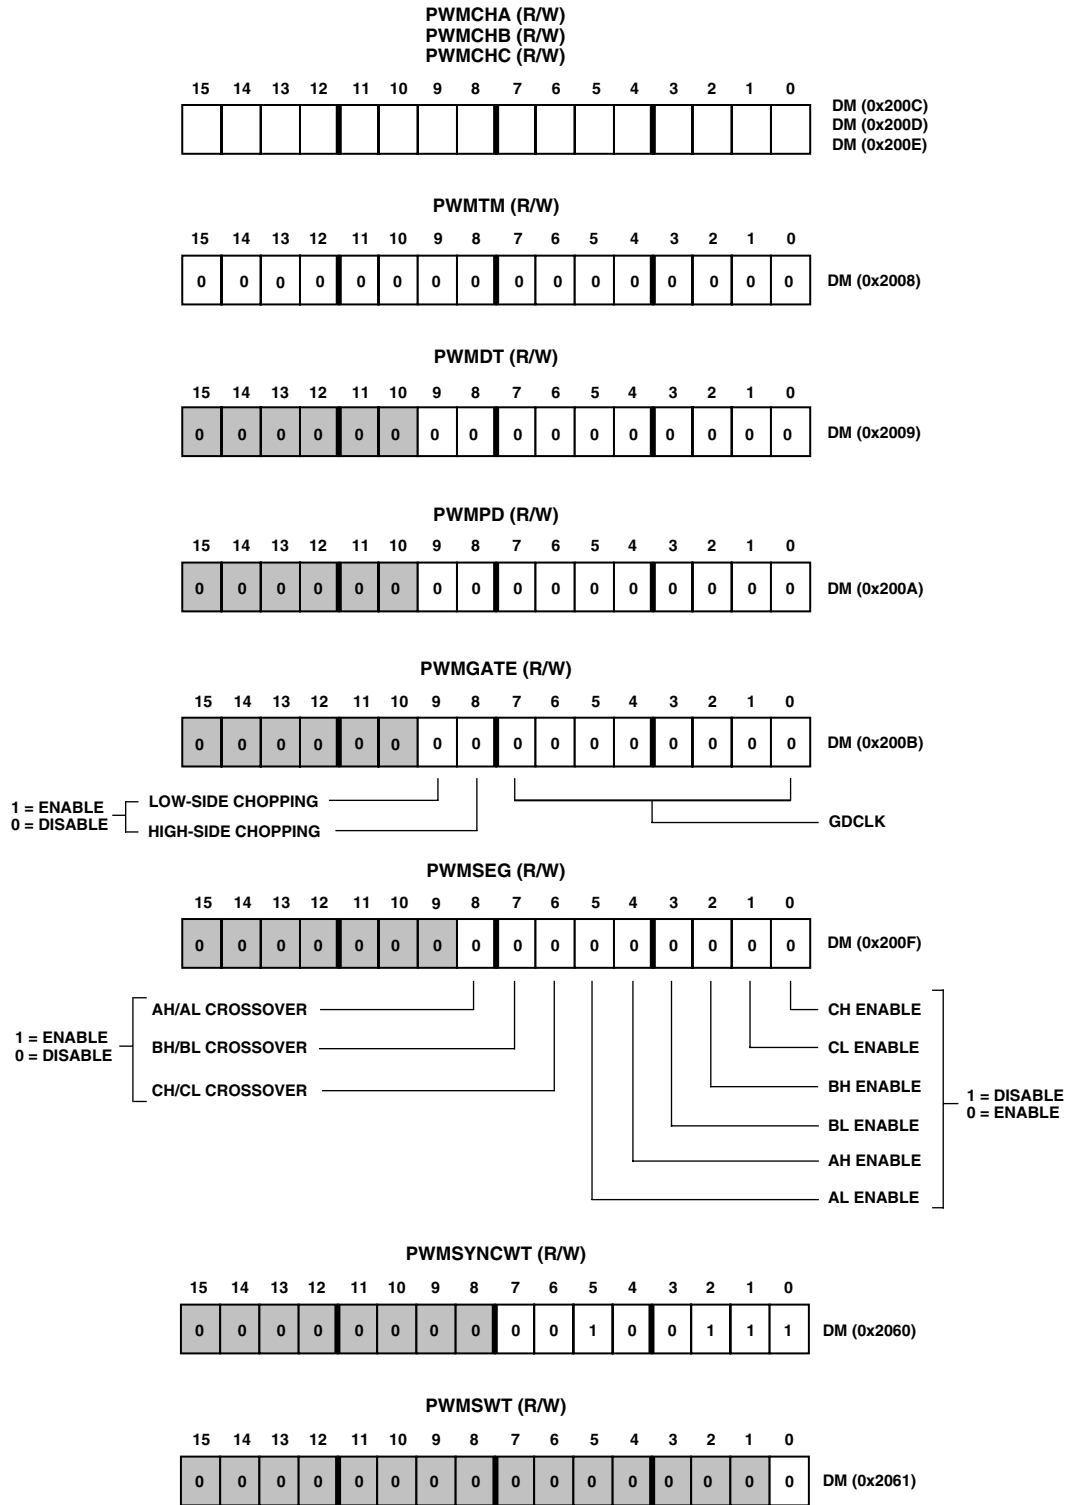 PWMCHA (R/W)
PWMCHB (R/W)
PWMCHC (R/W)
15 14 13 12 11 10 9 8 7 6 5 4 3 2 1 0
DM (0x200C)
DM (0x200D)
DM (0x200E)
PWMTM (R/W)
15 14 13 12 11 10 9 8 7 6 5 4 3 2 1 0
0 0 0 0 0 0 0 0 0 0 0 0 0 0 0 0 DM (0x2008)
PWMDT (R/W)
15 14 13 12 11 10 9 8 7 6 5 4 3 2 1 0
0 0 0 0 0 0 0 0 0 0 0 0 0 0 0 0 DM (0x2009)
PWMPD (R/W)
15 14 13 12 11 10 9 8 7 6 5 4 3 2 1 0
0 0 0 0 0 0 0 0 0 0 0 0 0 0 0 0 DM (0x200A)
PWMGATE (R/W)
15 14 13 12 11 10 9 8 7 6 5 4 3 2 1 0
0 0 0 0 0 0 0 0 0 0 0 0 0 0 0 0 DM (0x200B)
1 = ENABLE
0 = DISABLE
LOW-SIDE CHOPPING
HIGH-SIDE CHOPPING
GDCLK
PWMSEG (R/W)
15 14 13 12 11 10 9 8 7 6 5 4 3 2 1 0
0 0 0 0 0 0 0 0 0 0 0 0 0 0 0 0 DM (0x200F)
1 = ENABLE
0 = DISABLE
AH/AL CROSSOVER
BH/BL CROSSOVER
CH/CL CROSSOVER
CH ENABLE
CL ENABLE
BH ENABLE
BL ENABLE
AH ENABLE
AL ENABLE
1 = DISABLE
0 = ENABLE
PWMSYNCWT (R/W)
15 14 13 12 11 10 9 8 7 6 5 4 3 2 1 0
0 0 0 0 0 0 0 0 0 0 1 0 0 1 1 1 DM (0x2060)
PWMSWT (R/W)
15 14 13 12 11 10 9 8 7 6 5 4 3 2 1 0
0 0 0 0 0 0 0 0 0 0 0 0 0 0 0 0 DM (0x2061)